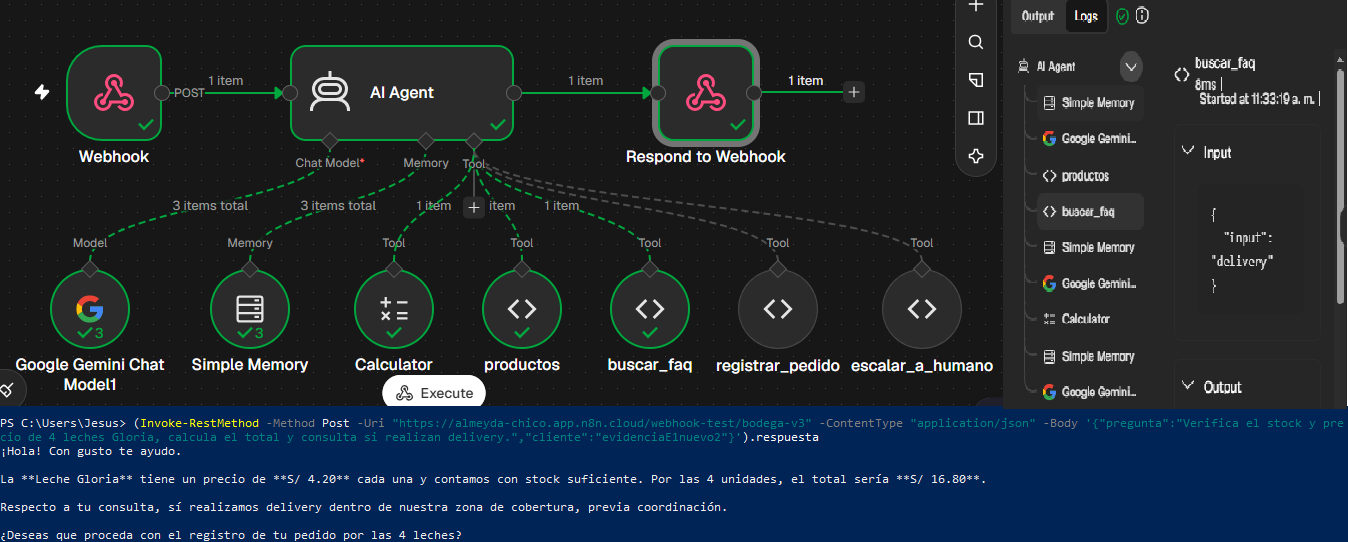 Output
Logs
1 item
POST
AI Agent
1 item
1 item
Webhook
Chat Model*
Memory
Tool
Respond to Webhook
3 items total
3 items total
1 item
item
1 item
Model
Memory
Tool
Tool
Tool
Tool
Tool
3
3
Google Gemini Chat
Model1
Simple Memory
Calculator
productos
buscar_faq
registrar_pedido
escalar_a_humano
Execute
AI Agent
Simple Memory
Google Gemini...
productos
buscar_faq
Simple Memory
Google Gemini...
Calculator
Simple Memory
Google Gemini...
buscar_faq
8ms |
Started at 11:33:19 a. m. |
Input
{
"input":
"delivery"
}
Output
PS C:\Users\Jesus> (Invoke-RestMethod -Method Post -Uri "https://almeyda-chico.app.n8n.cloud/webhook-test/bodega-v3" -ContentType "application/json" -Body '{"pregunta":"Verifica el stock y pre
cio de 4 leches Gloria, calcula el total y consulta si realizan delivery.","cliente":"evidenciaE1nuevo2"}').respuesta
¡Hola! Con gusto te ayudo.
La **Leche Gloria** tiene un precio de **S/ 4.20** cada una y contamos con stock suficiente. Por las 4 unidades, el total sería **S/ 16.80**.
Respecto a tu consulta, sí realizamos delivery dentro de nuestra zona de cobertura, previa coordinación.
¿Deseas que proceda con el registro de tu pedido por las 4 leches?